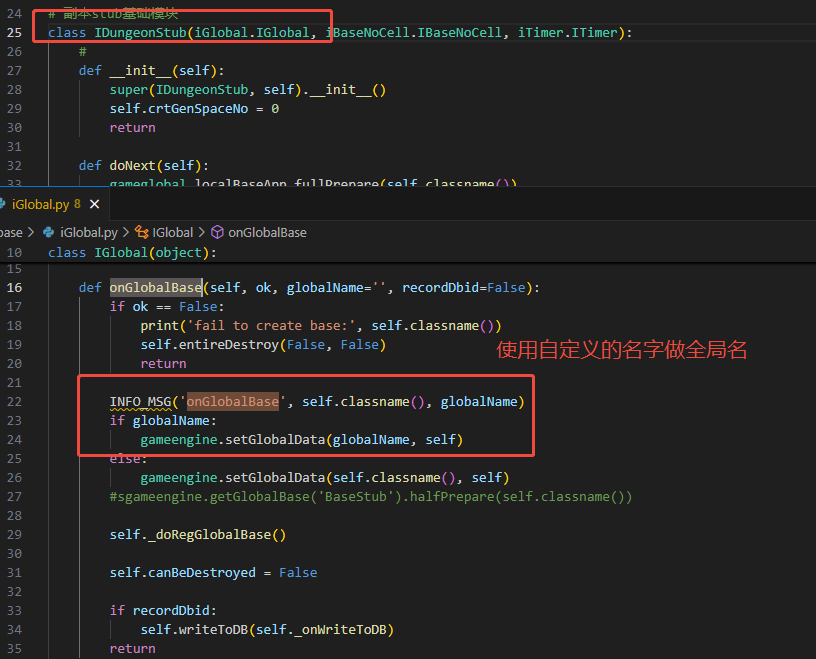 24 # 副本stub基础模块
25 class IDungeonStub(iGlobal.IGlobal, iBaseNoCell.IBaseNoCell, iTimer.ITimer):
26 #
27 def __init__(self):
28 super(IDungeonStub, self).__init__()
29 self.crtGenSpaceNo = 0
30 return
31
32 def doNext(self):
33 gameglobal.localBaseApp.fullPrepare(self.classname())
iGlobal.py 8 ×
base > iGlobal.py > IGlobal > onGlobalBase
10 class IGlobal(object):
15
16 def onGlobalBase(self, ok, globalName='', recordDbid=False):
17 if ok == False:
18 print('fail to create base:', self.classname())
19 self.entireDestroy(False, False)
20 return
使用自定义的名字做全局名
21
22 INFO_MSG('onGlobalBase', self.classname(), globalName)
23 if globalName:
24 gameengine.setGlobalData(globalName, self)
25 else:
26 gameengine.setGlobalData(self.classname(), self)
27 #sgameengine.getGlobalBase('BaseStub').halfPrepare(self.classname())
28
29 self._doRegGlobalBase()
30
31 self.canBeDestroyed = False
32
33 if recordDbid:
34 self.writeToDB(self._onWriteToDB)
35 return